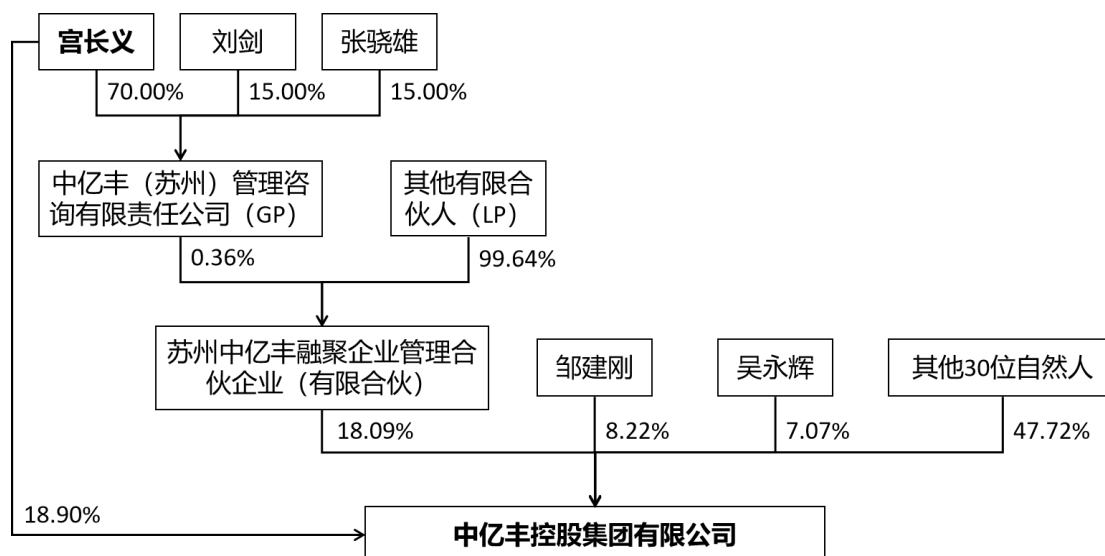 宫长义
刘剑
张骁雄
70.00%
15.00%
15.00%
中亿丰（苏州）管理咨
询有限责任公司（GP）
其他有限合
伙人（LP）
0.36%
99.64%
苏州中亿丰融聚企业管理合
伙企业（有限合伙）
邹建刚
吴永辉
其他30位自然人
18.09%
8.22%
7.07%
47.72%
18.90%
中亿丰控股集团有限公司